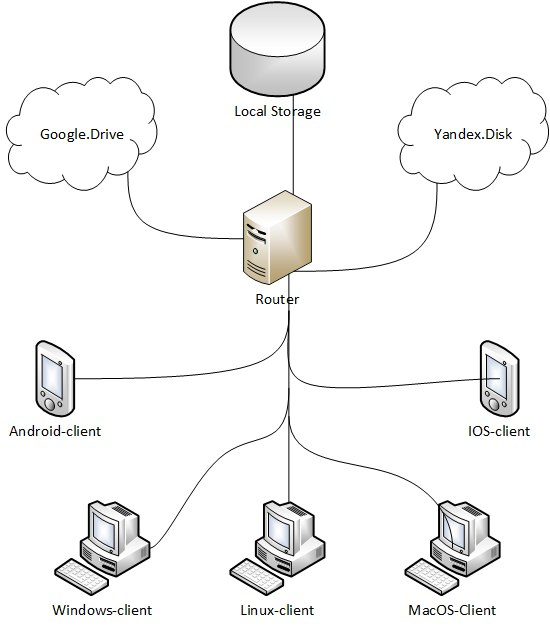 Local Storage
Google.Drive
Yandex.Disk
Router
Android-client
IOS-client
Windows-client
Linux-client
MacOS-Client